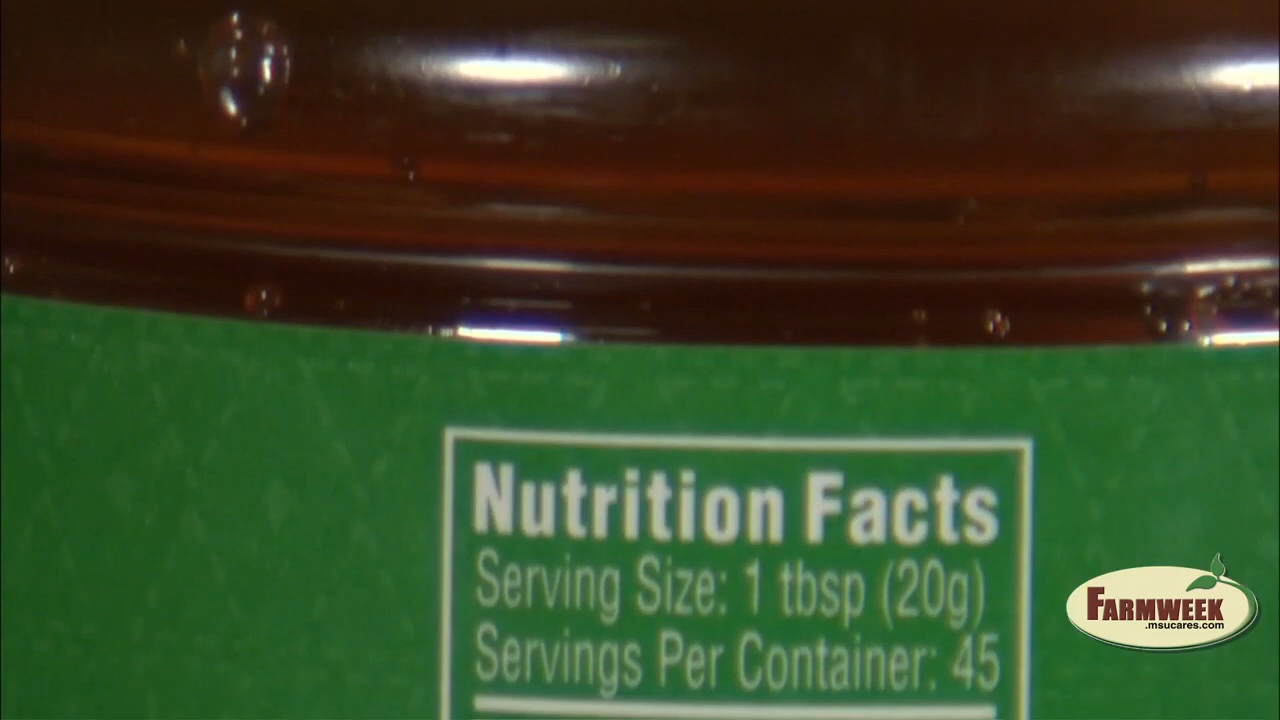 Nutrition Facts
Serving Size: 1 tbsp (20g)
Servings Per Container: 45
FARMWEEK
.msucares.com